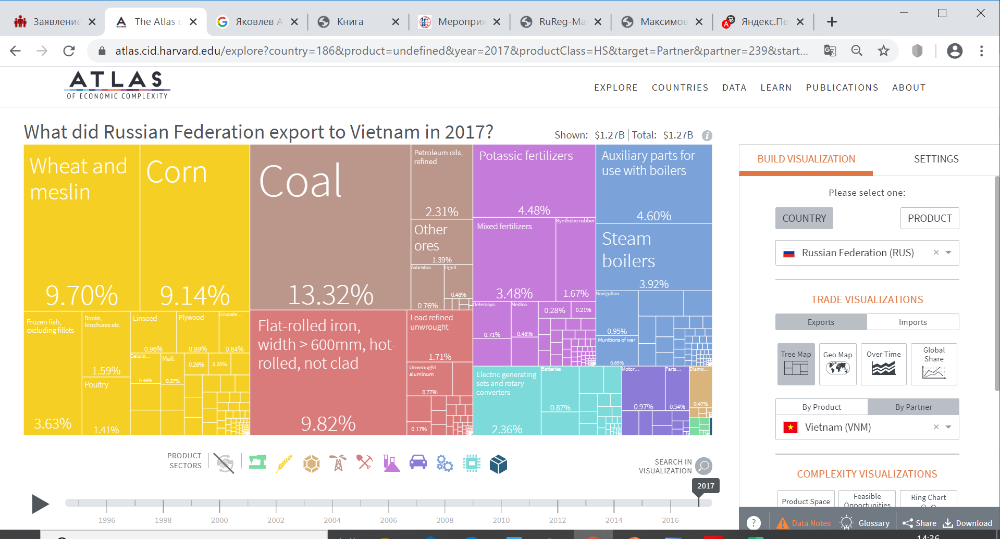 Заявление
The Atlas
Яковлев А
Книга
Мероприя
RuReg-Ma
Максимов
Яндекс.Пе
atlas.cid.harvard.edu/explore?country=186&product=undefined&year=2017&productClass=HS&target=Partner&partner=239&start...
ATLAS
OF ECONOMIC COMPLEXITY
EXPLORE COUNTRIES DATA LEARN PUBLICATIONS ABOUT
What did Russian Federation export to Vietnam in 2017?
Shown: $1.27B | Total: $1.27B
Wheat and
meslin
9.70%
Corn
9.14%
Coal
13.32%
Petroleum oils,
refined
2.31%
Other
ores
1.39%
Asbestos
0.76%
Lignit...
0.48%
Potassic fertilizers
4.48%
Mixed fertilizers
3.48%
Synthetic rubber
1.67%
Auxiliary parts for
use with boilers
4.60%
Steam
boilers
3.92%
Frozen fish,
excluding fillets
3.63%
Books,
brochures etc.
1.59%
Poultry
1.41%
Linseed
0.96%
Plywood
0.89%
Uncoate...
0.64%
Cellulo...
0.46%
Malt
0.37%
0.26%
0.25%
Flat-rolled iron,
width > 600mm, hot-
rolled, not clad
9.82%
Lead refined
unwrought
1.71%
Unwrought
aluminum
0.77%
0.17%
Heterocyc...
0.71%
Medica...
0.48%
0.28%
0.21%
Navigation...
0.95%
Munitions of war
0.65%
Electric generating
sets and rotary
converters
2.36%
Batteries
0.87%
Motor...
0.97%
Parts...
0.54%
Diamo...
0.47%
PRODUCT
SECTORS
SEARCH IN
VISUALIZATION
2017
1996 1998 2000 2002 2004 2006 2008 2010 2012 2014 2016
BUILD VISUALIZATION
SETTINGS
Please select one:
COUNTRY
PRODUCT
Russian Federation (RUS)
TRADE VISUALIZATIONS
Exports
Imports
Tree Map
Geo Map
Over Time
Global
Share
By Product
By Partner
Vietnam (VNM)
COMPLEXITY VISUALIZATIONS
Product Space
Feasible
Opportunities
Ring Chart
? Data Notes Glossary Share Download
14:36